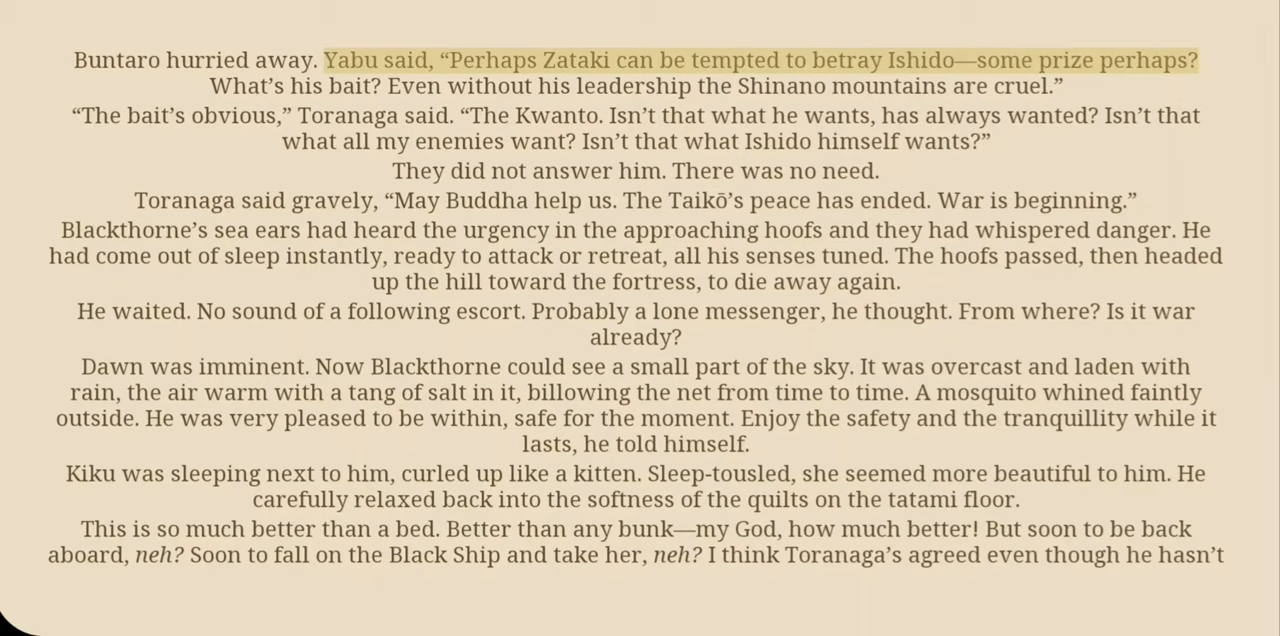 Buntaro hurried away. Yabu said, “Perhaps Zataki can be tempted to betray Ishido—some prize perhaps?
What’s his bait? Even without his leadership the Shinano mountains are cruel.”
“The bait’s obvious,” Toranaga said. “The Kwanto. Isn’t that what he wants, has always wanted? Isn’t that
what all my enemies want? Isn’t that what Ishido himself wants?”
They did not answer him. There was no need.
Toranaga said gravely, “May Buddha help us. The Taikō’s peace has ended. War is beginning.”
Blackthorne’s sea ears had heard the urgency in the approaching hoofs and they had whispered danger. He
had come out of sleep instantly, ready to attack or retreat, all his senses tuned. The hoofs passed, then headed
up the hill toward the fortress, to die away again.
He waited. No sound of a following escort. Probably a lone messenger, he thought. From where? Is it war
already?
Dawn was imminent. Now Blackthorne could see a small part of the sky. It was overcast and laden with
rain, the air warm with a tang of salt in it, billowing the net from time to time. A mosquito whined faintly
outside. He was very pleased to be within, safe for the moment. Enjoy the safety and the tranquillity while it
lasts, he told himself.
Kiku was sleeping next to him, curled up like a kitten. Sleep-tousled, she seemed more beautiful to him. He
carefully relaxed back into the softness of the quilts on the tatami floor.
This is so much better than a bed. Better than any bunk—my God, how much better! But soon to be back
aboard, neh? Soon to fall on the Black Ship and take her, neh? I think Toranaga’s agreed even though he hasn’t